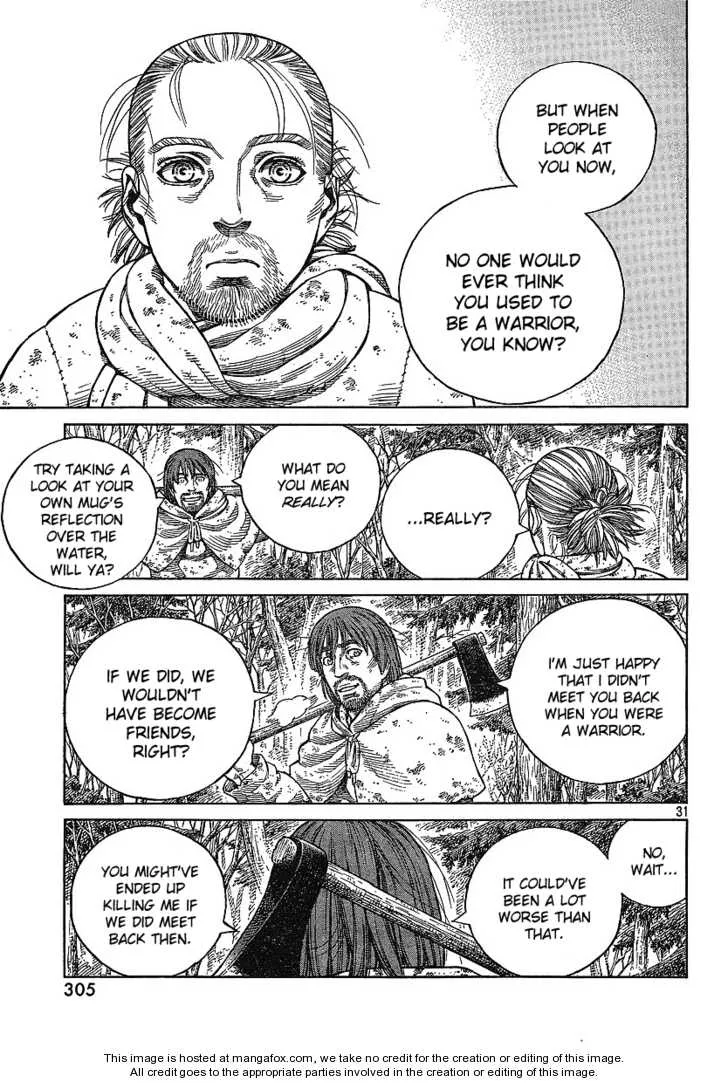 BUT WHEN
PEOPLE
LOOK AT
YOU NOW,
NO ONE WOULD
EVER THINK
YOU USED TO
BE A WARRIOR,
YOU KNOW?
...REALLY?
WHAT DO
YOU MEAN
REALLY?
TRY TAKING A
LOOK AT YOUR
OWN MUG'S
REFLECTION
OVER THE
WATER,
WILL YA?
I'M JUST HAPPY
THAT I DIDN'T
MEET YOU BACK
WHEN YOU WERE
A WARRIOR.
IF WE DID, WE
WOULDN'T
HAVE BECOME
FRIENDS,
RIGHT?
31
NO,
WAIT...
IT COULD'VE
BEEN A LOT
WORSE THAN
THAT.
YOU MIGHT'VE
ENDED UP
KILLING ME IF
WE DID MEET
BACK THEN.
305
This image is hosted at mangafox.com, we take no credit for the creation or editing of this image.
All credit goes to the appropriate parties involved in the creation or editing of this image.